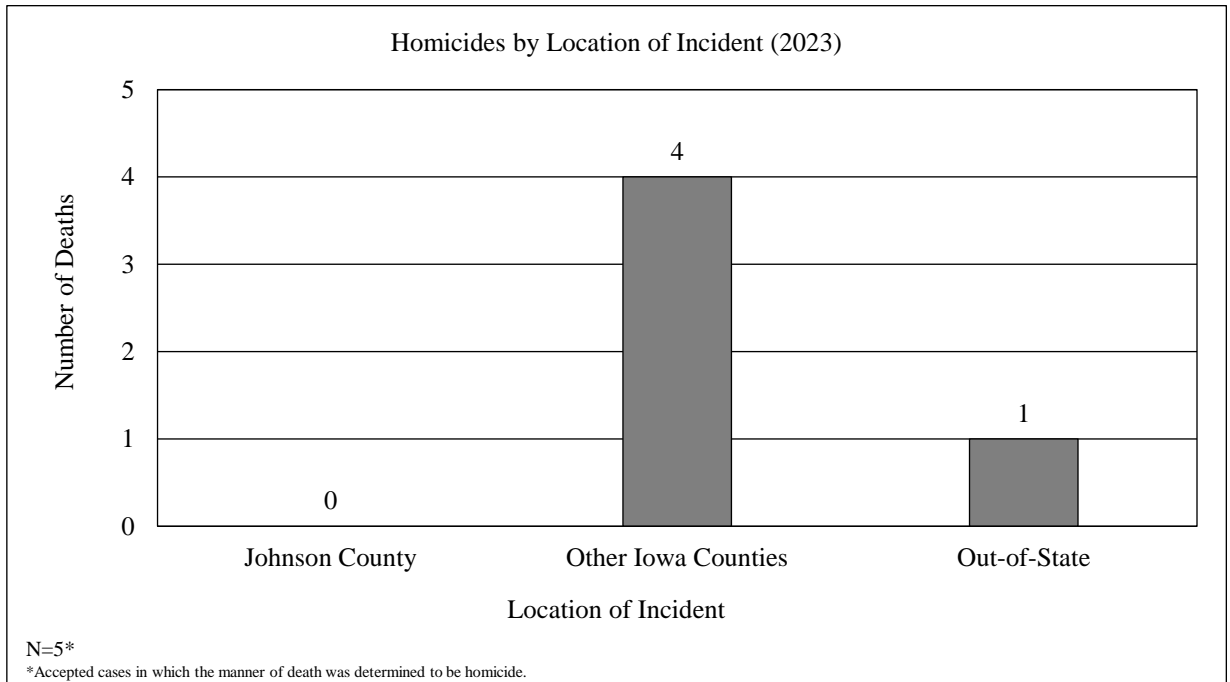 Homicides by Location of Incident (2023)
Number of Deaths
5
4
3
2
1
0
0
4
1
Johnson County
Other Iowa Counties
Out-of-State
Location of Incident
N=5*
*Accepted cases in which the manner of death was determined to be homicide.